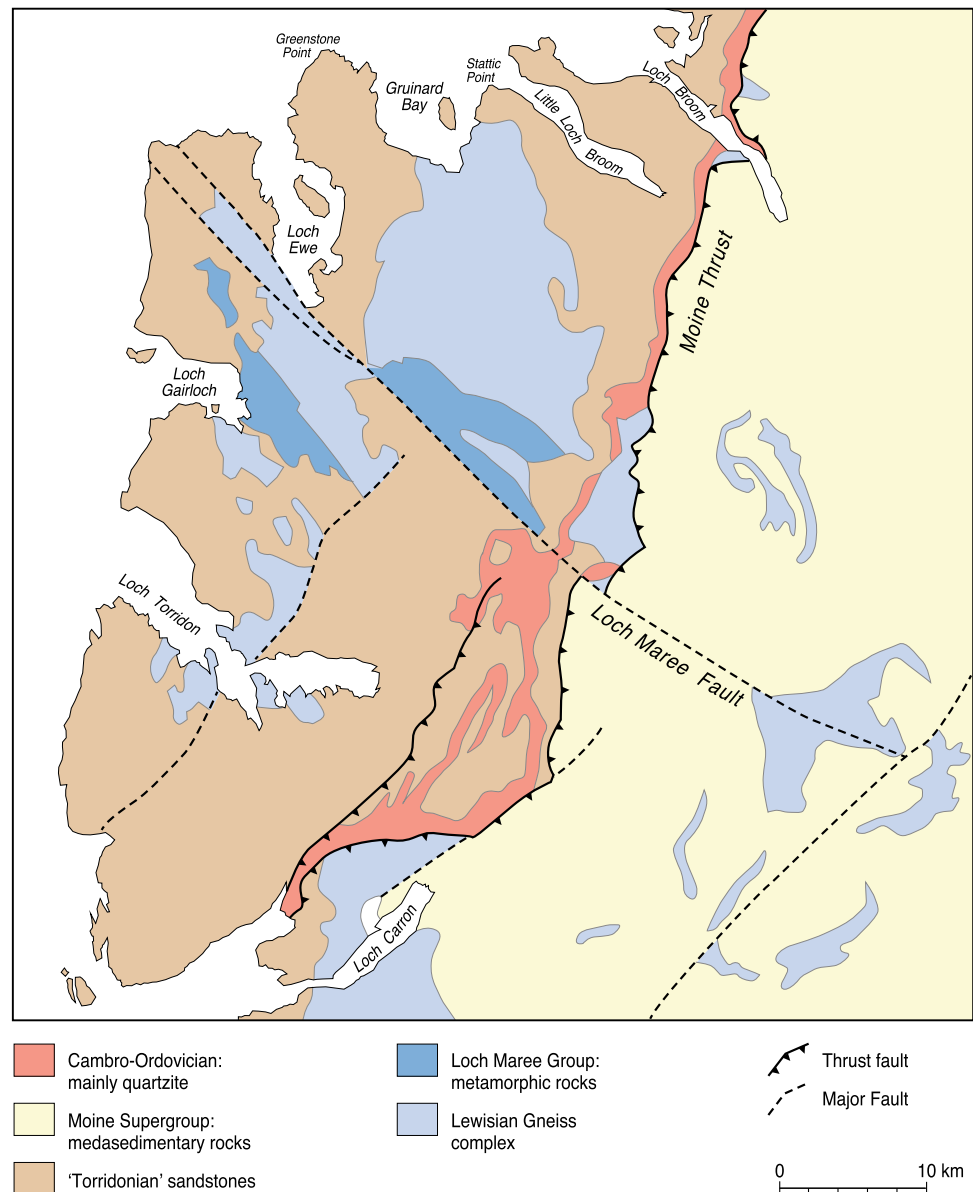 Greenstone
Point
Gruinard
Bay
Stattic
Point
Little Loch Broom
Loch Broom
Loch
Ewe
Moine Thrust
Loch
Gairloch
Loch Torridon
Loch Maree Fault
Loch Carron
Cambro-Ordovician:
mainly quartzite
Moine Supergroup:
medasedimentary rocks
‘Torridonian’ sandstones
Loch Maree Group:
metamorphic rocks
Lewisian Gneiss
complex
Thrust fault
Major Fault
0 10 km